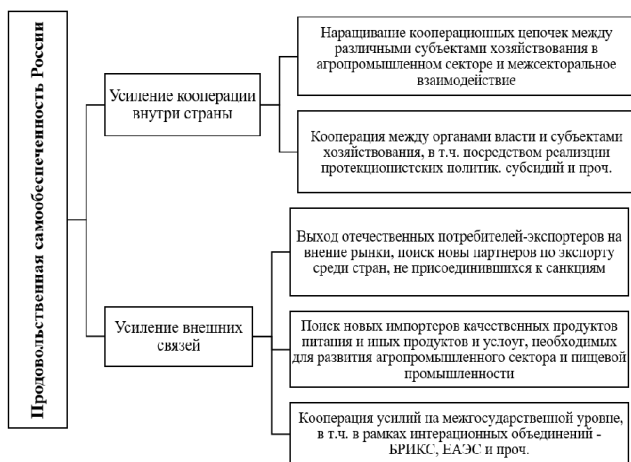 Продовольственная самообеспеченность России
Усиление кооперации
внутри страны
Наращивание кооперационных цепочек между
различными субъектами хозяйствования в
агропромышленном секторе и межсекторальное
взаимодействие
Кооперация между органами власти и субъектами
хозяйствования, в т.ч. посредством реализции
протекционистских политик. субсидий и проч.
Усиление внешних
связей
Выход отечественных потребителей-экспортеров на
внение рынки, поиск новы партнеров по экспорту
среди стран, не присоединившихся к санкциям
Поиск новых импортеров качественных продуктов
питания и иных продуктов и услоуг, необходимых
для развития агропромышленного сектора и пищевой
промышленности
Кооперация усилий на межгосударственной уровне,
в т.ч. в рамках интерационных объединений -
БРИКС, ЕАЭС и проч.